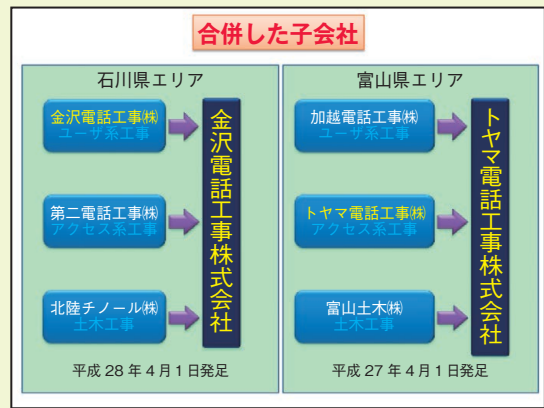 合併した子会社
石川県エリア
金沢電話工事㈱
ユーザ系工事
第二電話工事㈱
アクセス系工事
北陸チノール㈱
土木工事
金沢電話工事株式会社
平成28年4月1日発足
富山県エリア
加越電話工事㈱
ユーザ系工事
トヤマ電話工事㈱
アクセス系工事
富山土木㈱
土木工事
トヤマ電話工事株式会社
平成27年4月1日発足